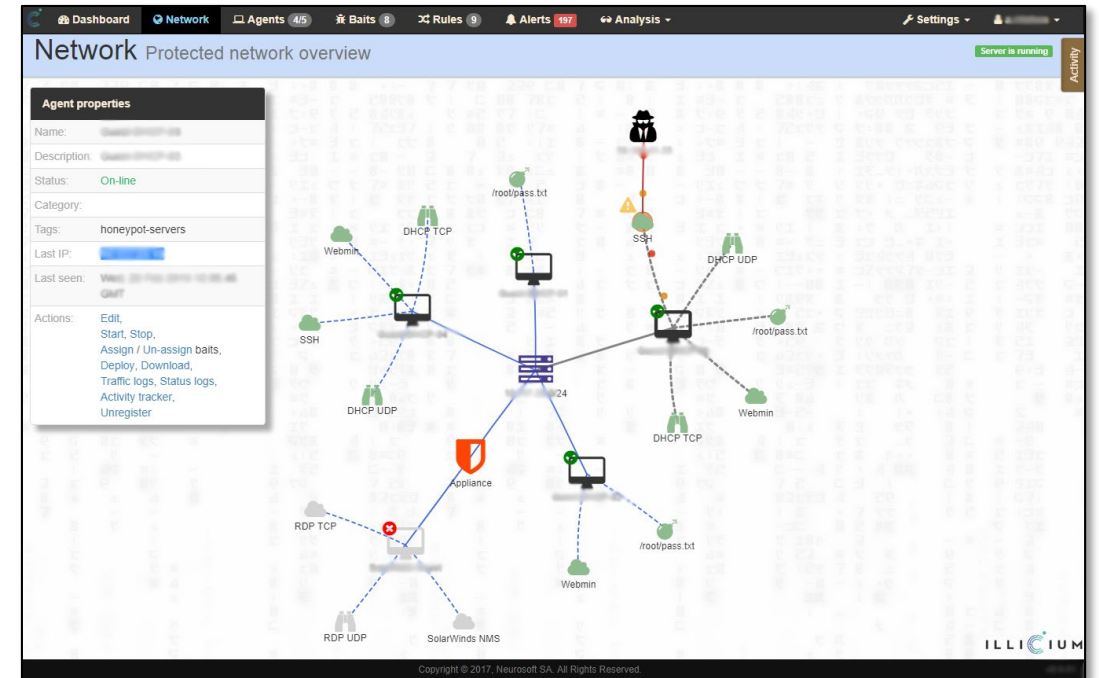 Dashboard Network Agents 4/5 Baits 8 Rules 9 Alerts 197 Analysis Settings
Network Protected network overview
Server is running
Activity
Agent properties
Name:
Description:
Status: On-line
Category:
Tags: honeypot-servers
Last IP:
Last seen:
GMT
Actions: Edit,
Start, Stop,
Assign / Un-assign baits,
Deploy, Download,
Traffic logs, Status logs,
Activity tracker,
Unregister
/root/pass.txt
DHCP TCP
Webmin
SSH
DHCP UDP
SSH
/root/pass.txt
/24
DHCP UDP
Webmin
DHCP TCP
Appliance
RDP TCP
/root/pass.txt
Webmin
RDP UDP
SolarWinds NMS
ILLICIUM
Copyright © 2017, Neurosoft SA. All Rights Reserved.